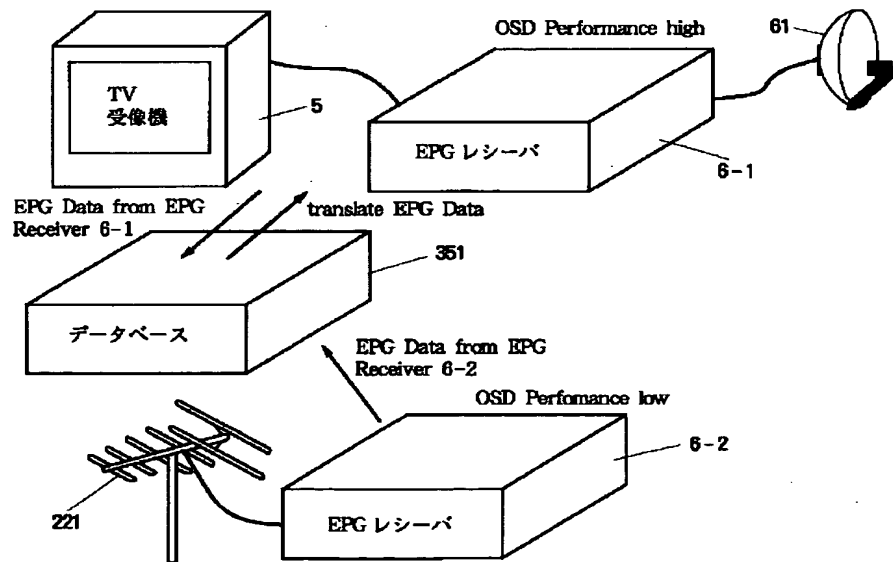 OSD Performance high
61
TV
受像機
5
EPG レシーバ
6-1
EPG Data from EPG
Receiver 6-1
translate EPG Data
351
データベース
EPG Data from EPG
Receiver 6-2
OSD Perfomance low
6-2
221
EPG レシーバ